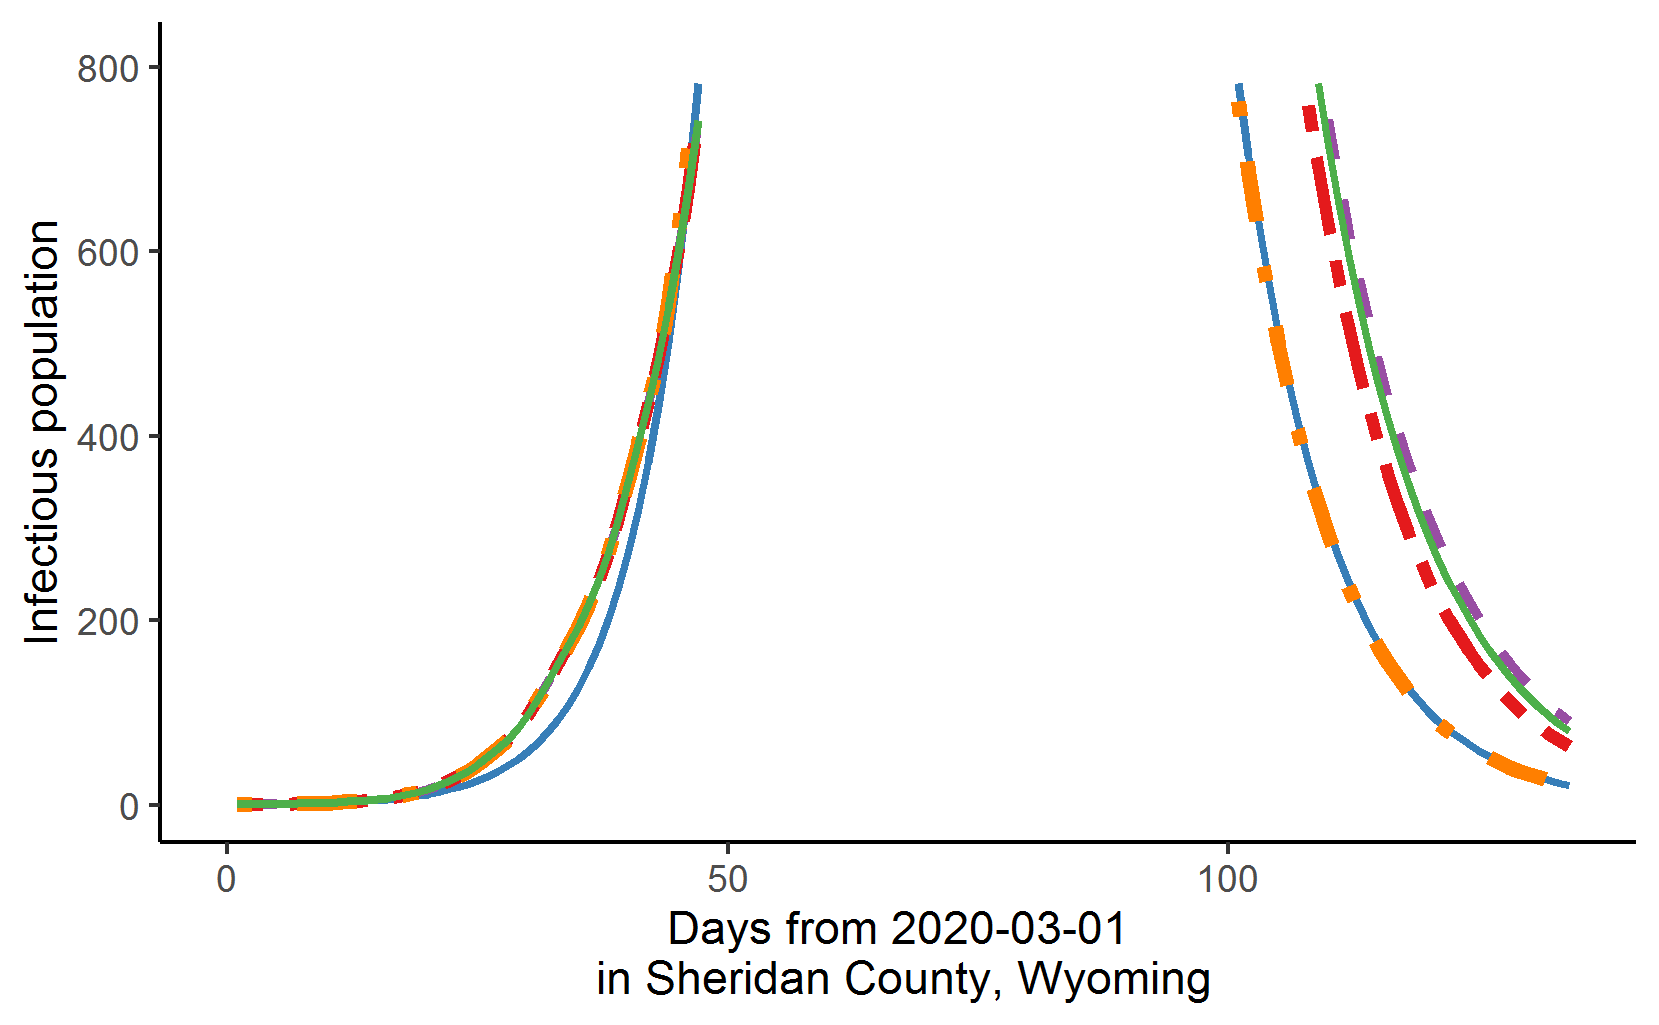 800
600
400
200
0
Infectious population
0 50 100
Days from 2020-03-01
in Sheridan County, Wyoming